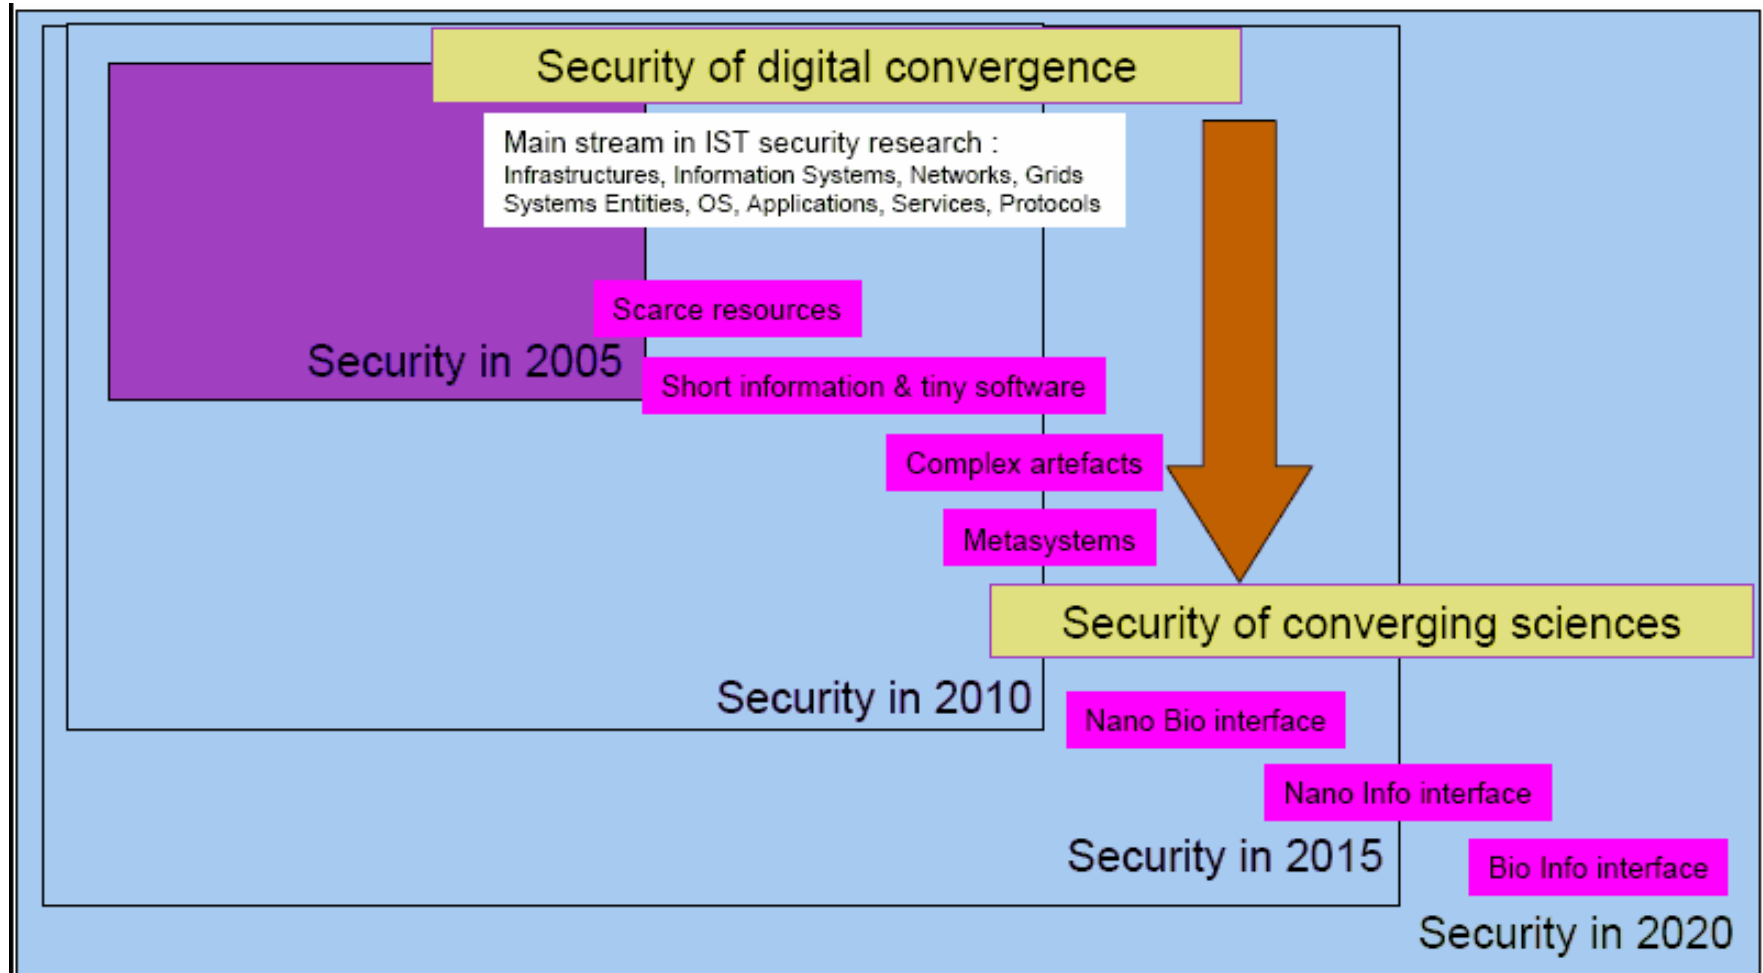 Security of digital convergence
Main stream in IST security research :
Infrastructures, Information Systems, Networks, Grids
Systems Entities, OS, Applications, Services, Protocols
Scarce resources
Security in 2005
Short information & tiny software
Complex artefacts
Metasystems
Security of converging sciences
Security in 2010
Nano Bio interface
Nano Info interface
Security in 2015
Bio Info interface
Security in 2020